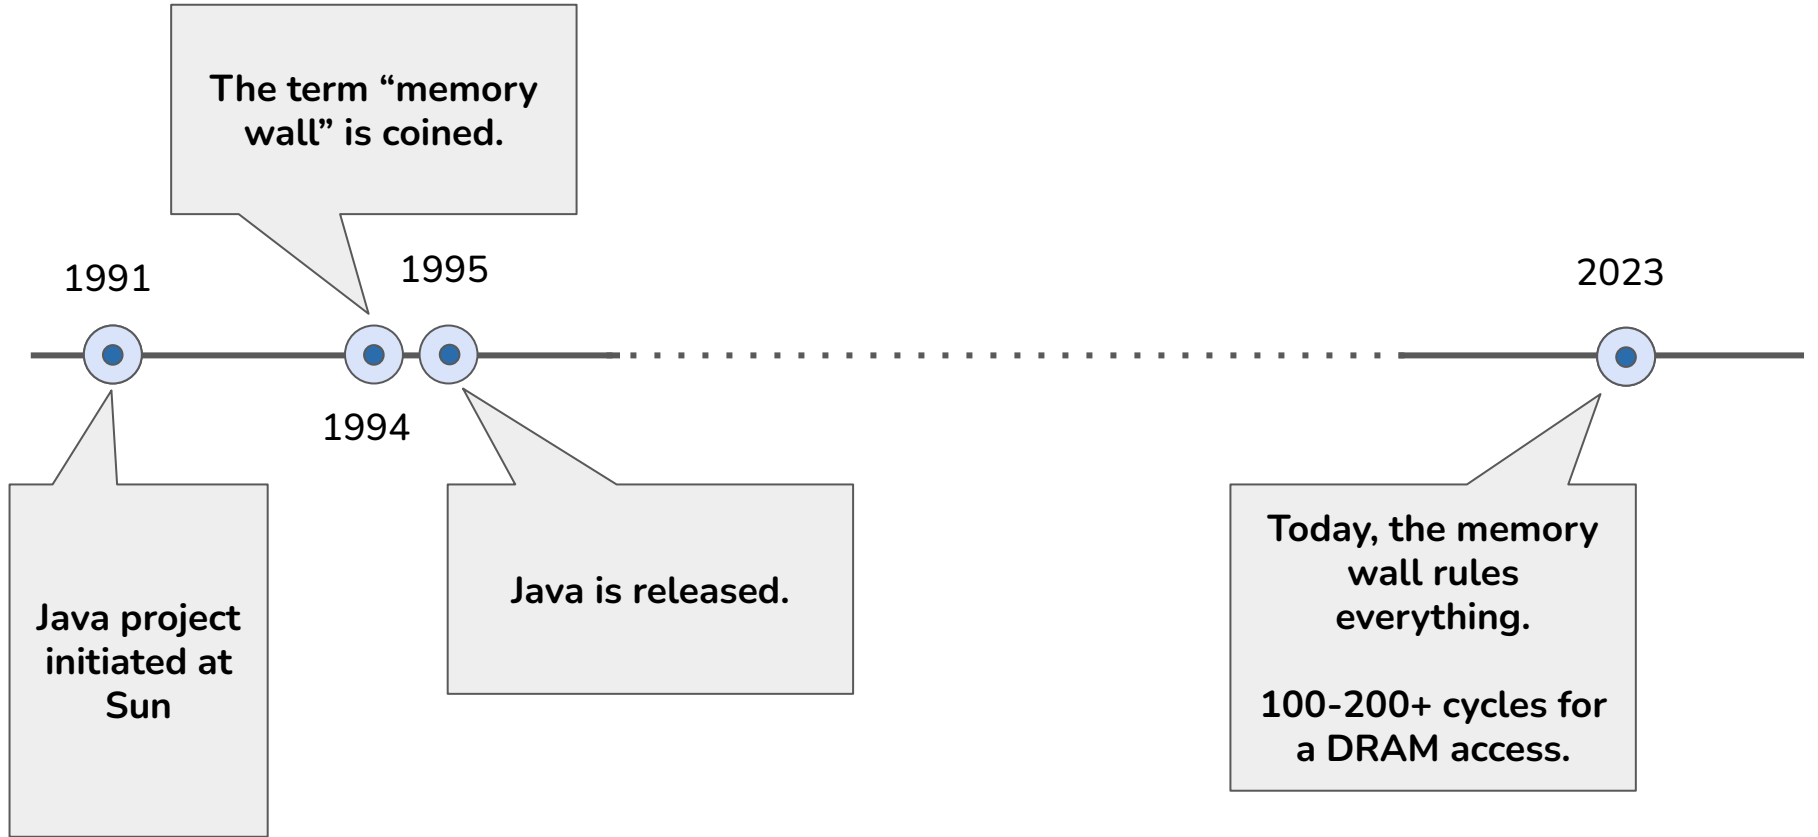 The term “memory
wall” is coined.
1991
1995
2023
1994
Java project
initiated at
Sun
Java is released.
Today, the memory
wall rules
everything.
100-200+ cycles for
a DRAM access.